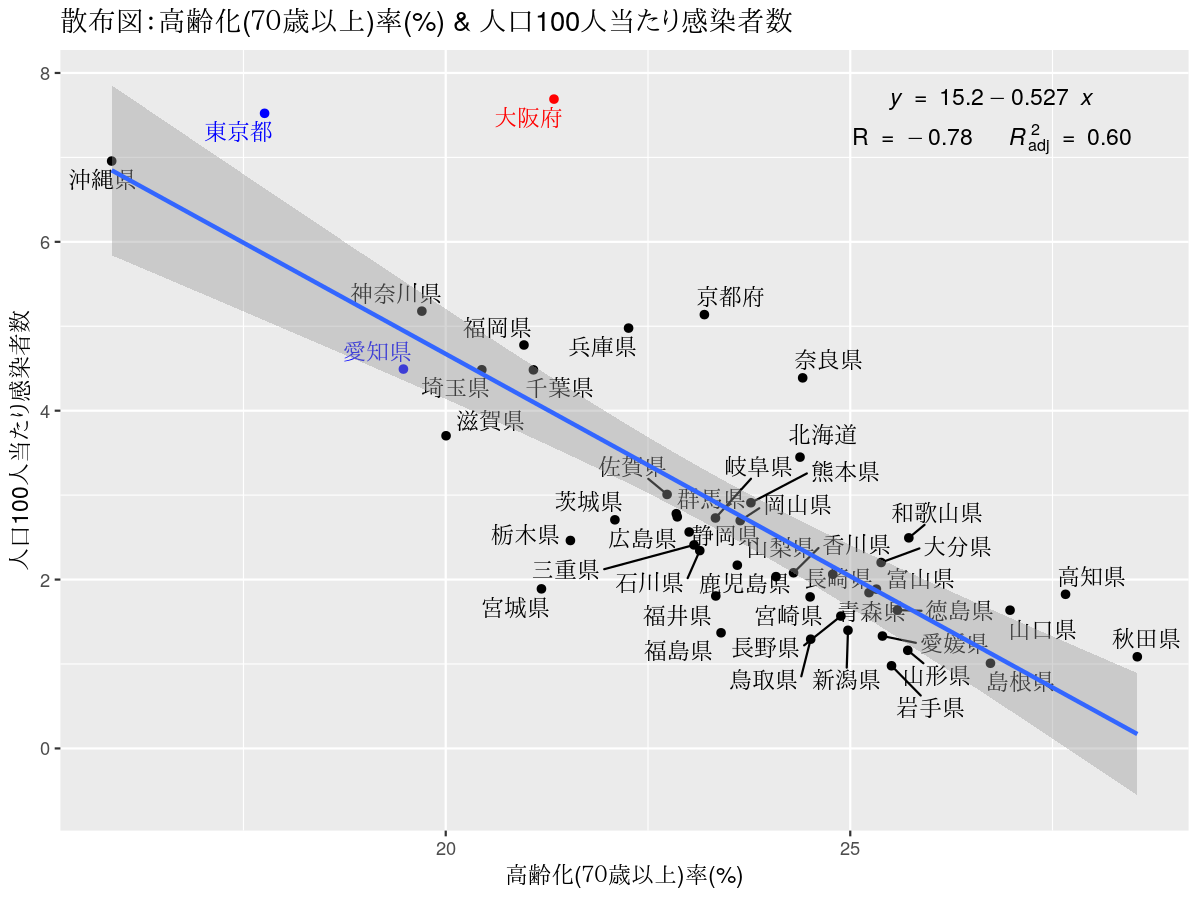 散布図：高齢化(70歳以上)率(%) & 人口100人当たり感染者数
y = 15.2 − 0.527 x
R = − 0.78 R²adj = 0.60
人口100人当たり感染者数
8
6
4
2
0
東京都
大阪府
沖縄県
神奈川県
京都府
福岡県
兵庫県
愛知県
奈良県
埼玉県
千葉県
滋賀県
北海道
佐賀県
岐阜県
熊本県
茨城県
群馬県
岡山県
和歌山県
栃木県
広島県
静岡県
山梨県
香川県
大分県
三重県
石川県
鹿児島県
長崎県
富山県
高知県
宮城県
福井県
宮崎県
青森県
徳島県
山口県
福島県
長野県
愛媛県
秋田県
鳥取県
新潟県
山形県
島根県
岩手県
20
25
高齢化(70歳以上)率(%)